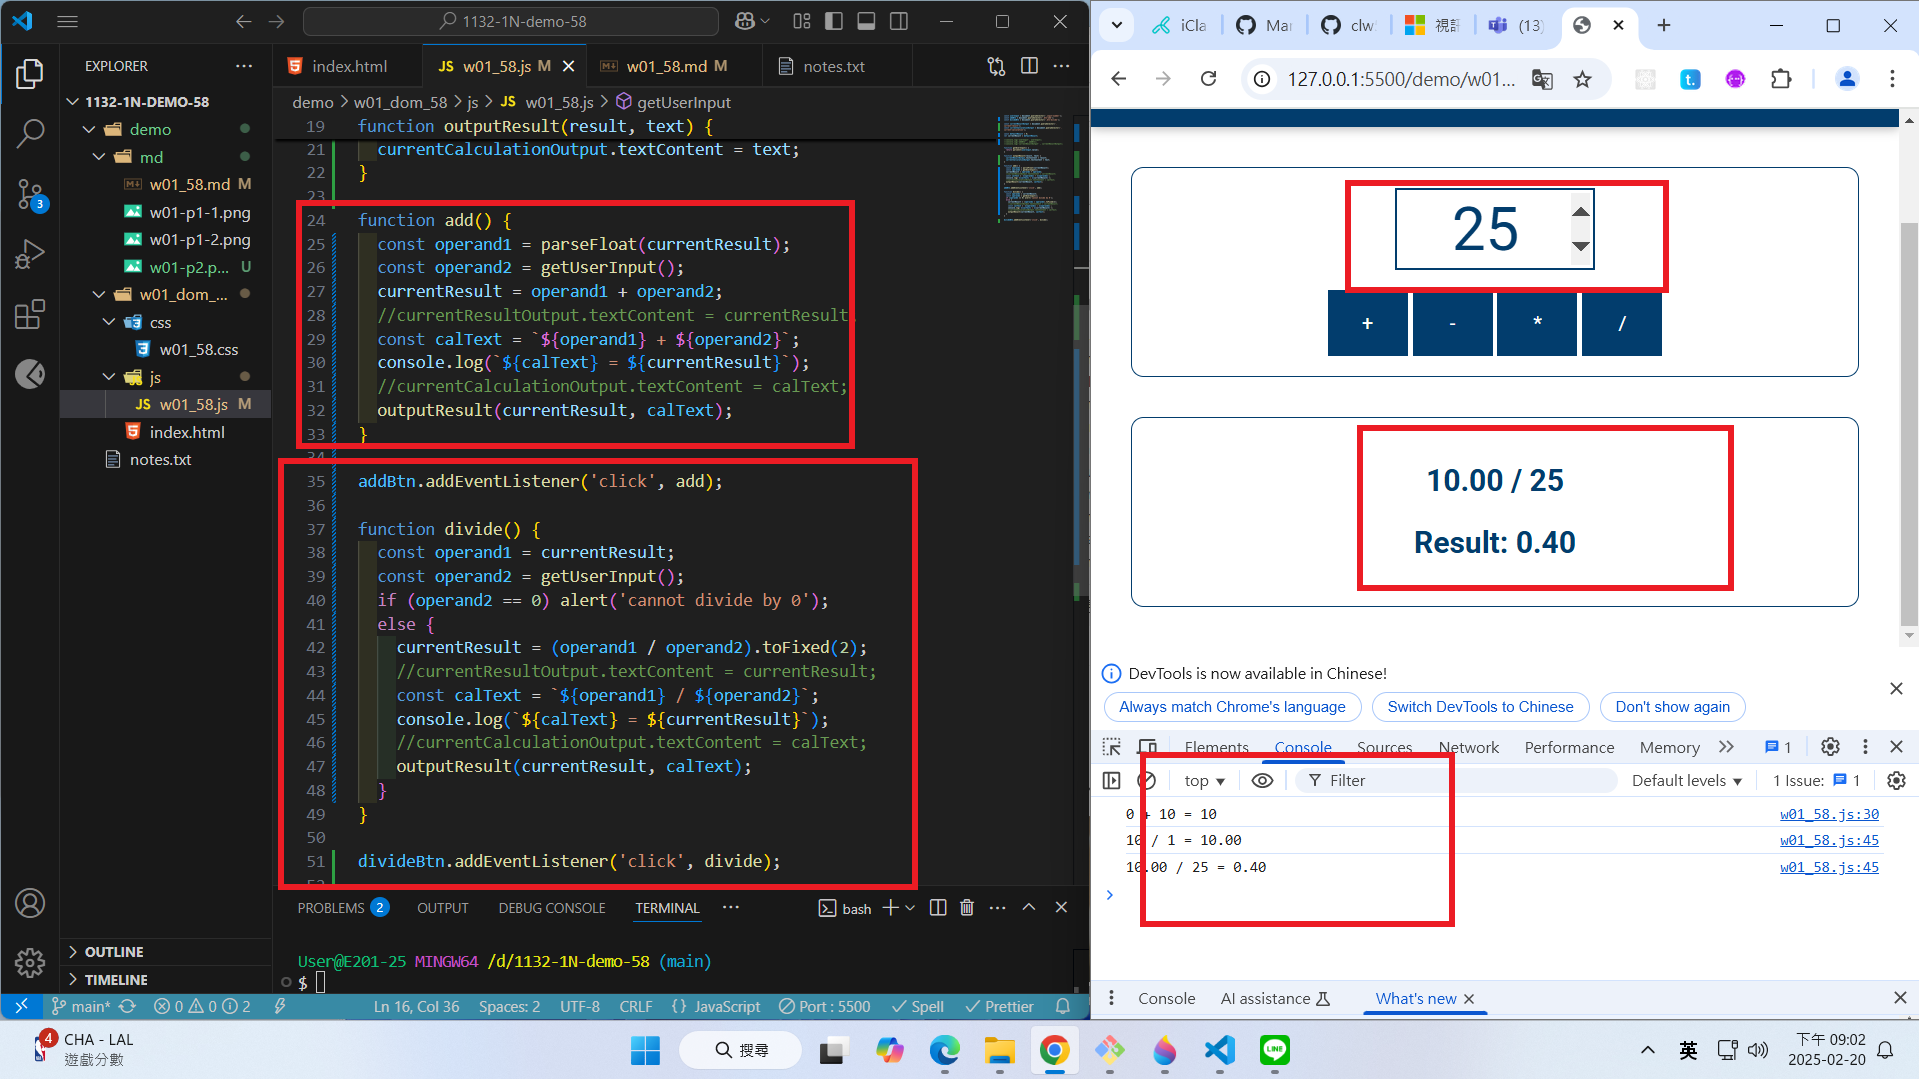 1132-1N-demo-58
EXPLORER
1132-1N-DEMO-58
demo
md
w01_58.md M
w01-p1-1.png
w01-p1-2.png
w01-p2.p... U
w01_dom_...
css
w01_58.css
js
w01_58.js M
index.html
notes.txt
OUTLINE
TIMELINE
3
index.html
JS w01_58.js M
w01_58.md M
notes.txt
demo > w01_dom_58 > js > JS w01_58.js > getUserInput
19 function outputResult(result, text) {
21 currentCalculationOutput.textContent = text;
22 }
23
24 function add() {
25 const operand1 = parseFloat(currentResult);
26 const operand2 = getUserInput();
27 currentResult = operand1 + operand2;
28 //currentResultOutput.textContent = currentResult
29 const calText = `${operand1} + ${operand2}`;
30 console.log(`${calText} = ${currentResult}`);
31 //currentCalculationOutput.textContent = calText;
32 outputResult(currentResult, calText);
33 }
34
35 addBtn.addEventListener('click', add);
36
37 function divide() {
38 const operand1 = currentResult;
39 const operand2 = getUserInput();
40 if (operand2 == 0) alert('cannot divide by 0');
41 else {
42 currentResult = (operand1 / operand2).toFixed(2);
43 //currentResultOutput.textContent = currentResult;
44 const calText = `${operand1} / ${operand2}`;
45 console.log(`${calText} = ${currentResult}`);
46 //currentCalculationOutput.textContent = calText;
47 outputResult(currentResult, calText);
48 }
49 }
50
51 divideBtn.addEventListener('click', divide);
PROBLEMS 2 OUTPUT DEBUG CONSOLE TERMINAL ... bash
User@E201-25 MINGW64 /d/1132-1N-demo-58 (main)
$
main* 0 0 2 Ln 16, Col 36 Spaces: 2 UTF-8 CRLF {} JavaScript Port : 5500 Spell Prettier
iCla
Mar
clw
視訊
(13)
127.0.0.1:5500/demo/w01...
25
+ - * /
10.00 / 25
Result: 0.40
DevTools is now available in Chinese!
Always match Chrome's language
Switch DevTools to Chinese
Don't show again
Elements Console Sources Network Performance Memory 1
top Filter Default levels 1 Issue: 1
0 + 10 = 10 w01_58.js:30
10 / 1 = 10.00 w01_58.js:45
10.00 / 25 = 0.40 w01_58.js:45
Console AI assistance What's new
4
CHA - LAL
遊戲分數
搜尋
LINE
英
下午 09:02
2025-02-20